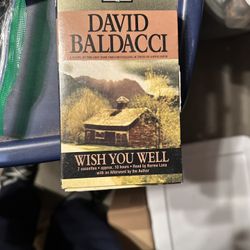 DAVID
BALDACCI
WISH YOU WELL
7 cassettes • approx. 10 hours • Read by Norma Lana
with an Afterword by the Author